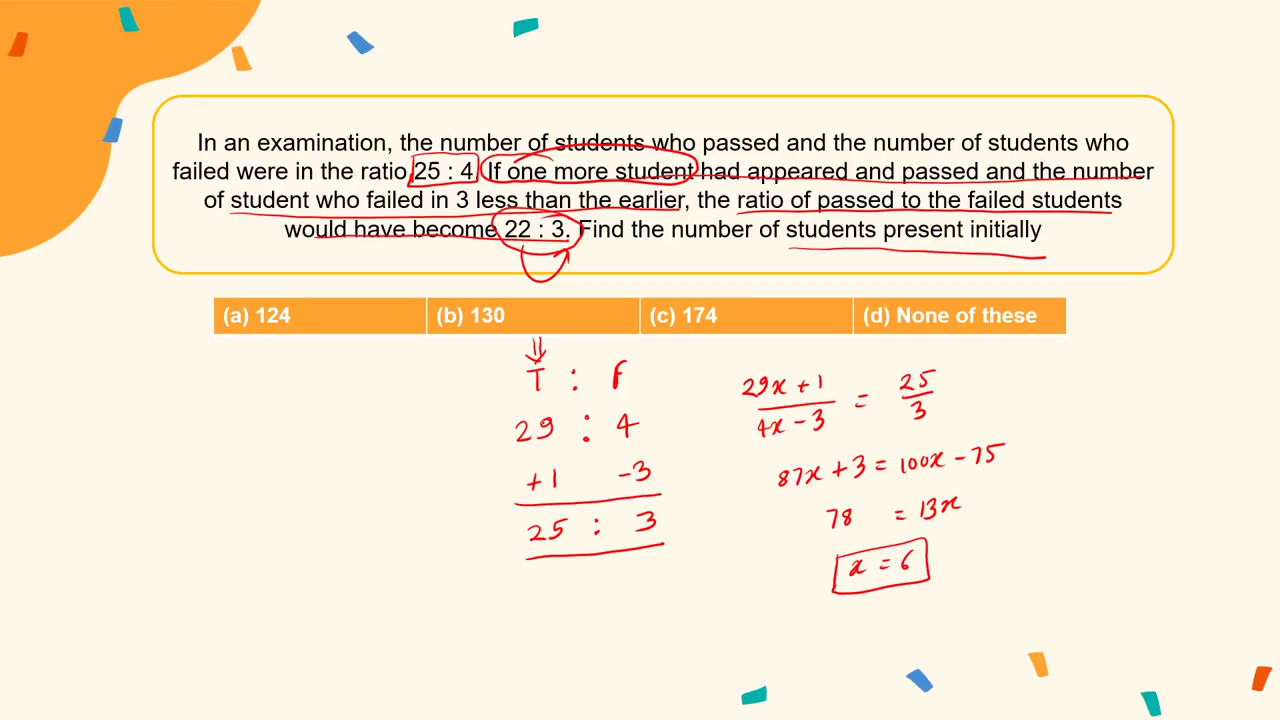 In an examination, the number of students who passed and the number of students who
failed were in the ratio 25 : 4. If one more student had appeared and passed and the number
of student who failed in 3 less than the earlier, the ratio of passed to the failed students
would have become 22 : 3. Find the number of students present initially
(a) 124 (b) 130 (c) 174 (d) None of these
T : F
29 : 4
+1 -3
25 : 3
29x + 1 / 4x - 3 = 25 / 3
87x + 3 = 100x - 75
78 = 13x
x = 6